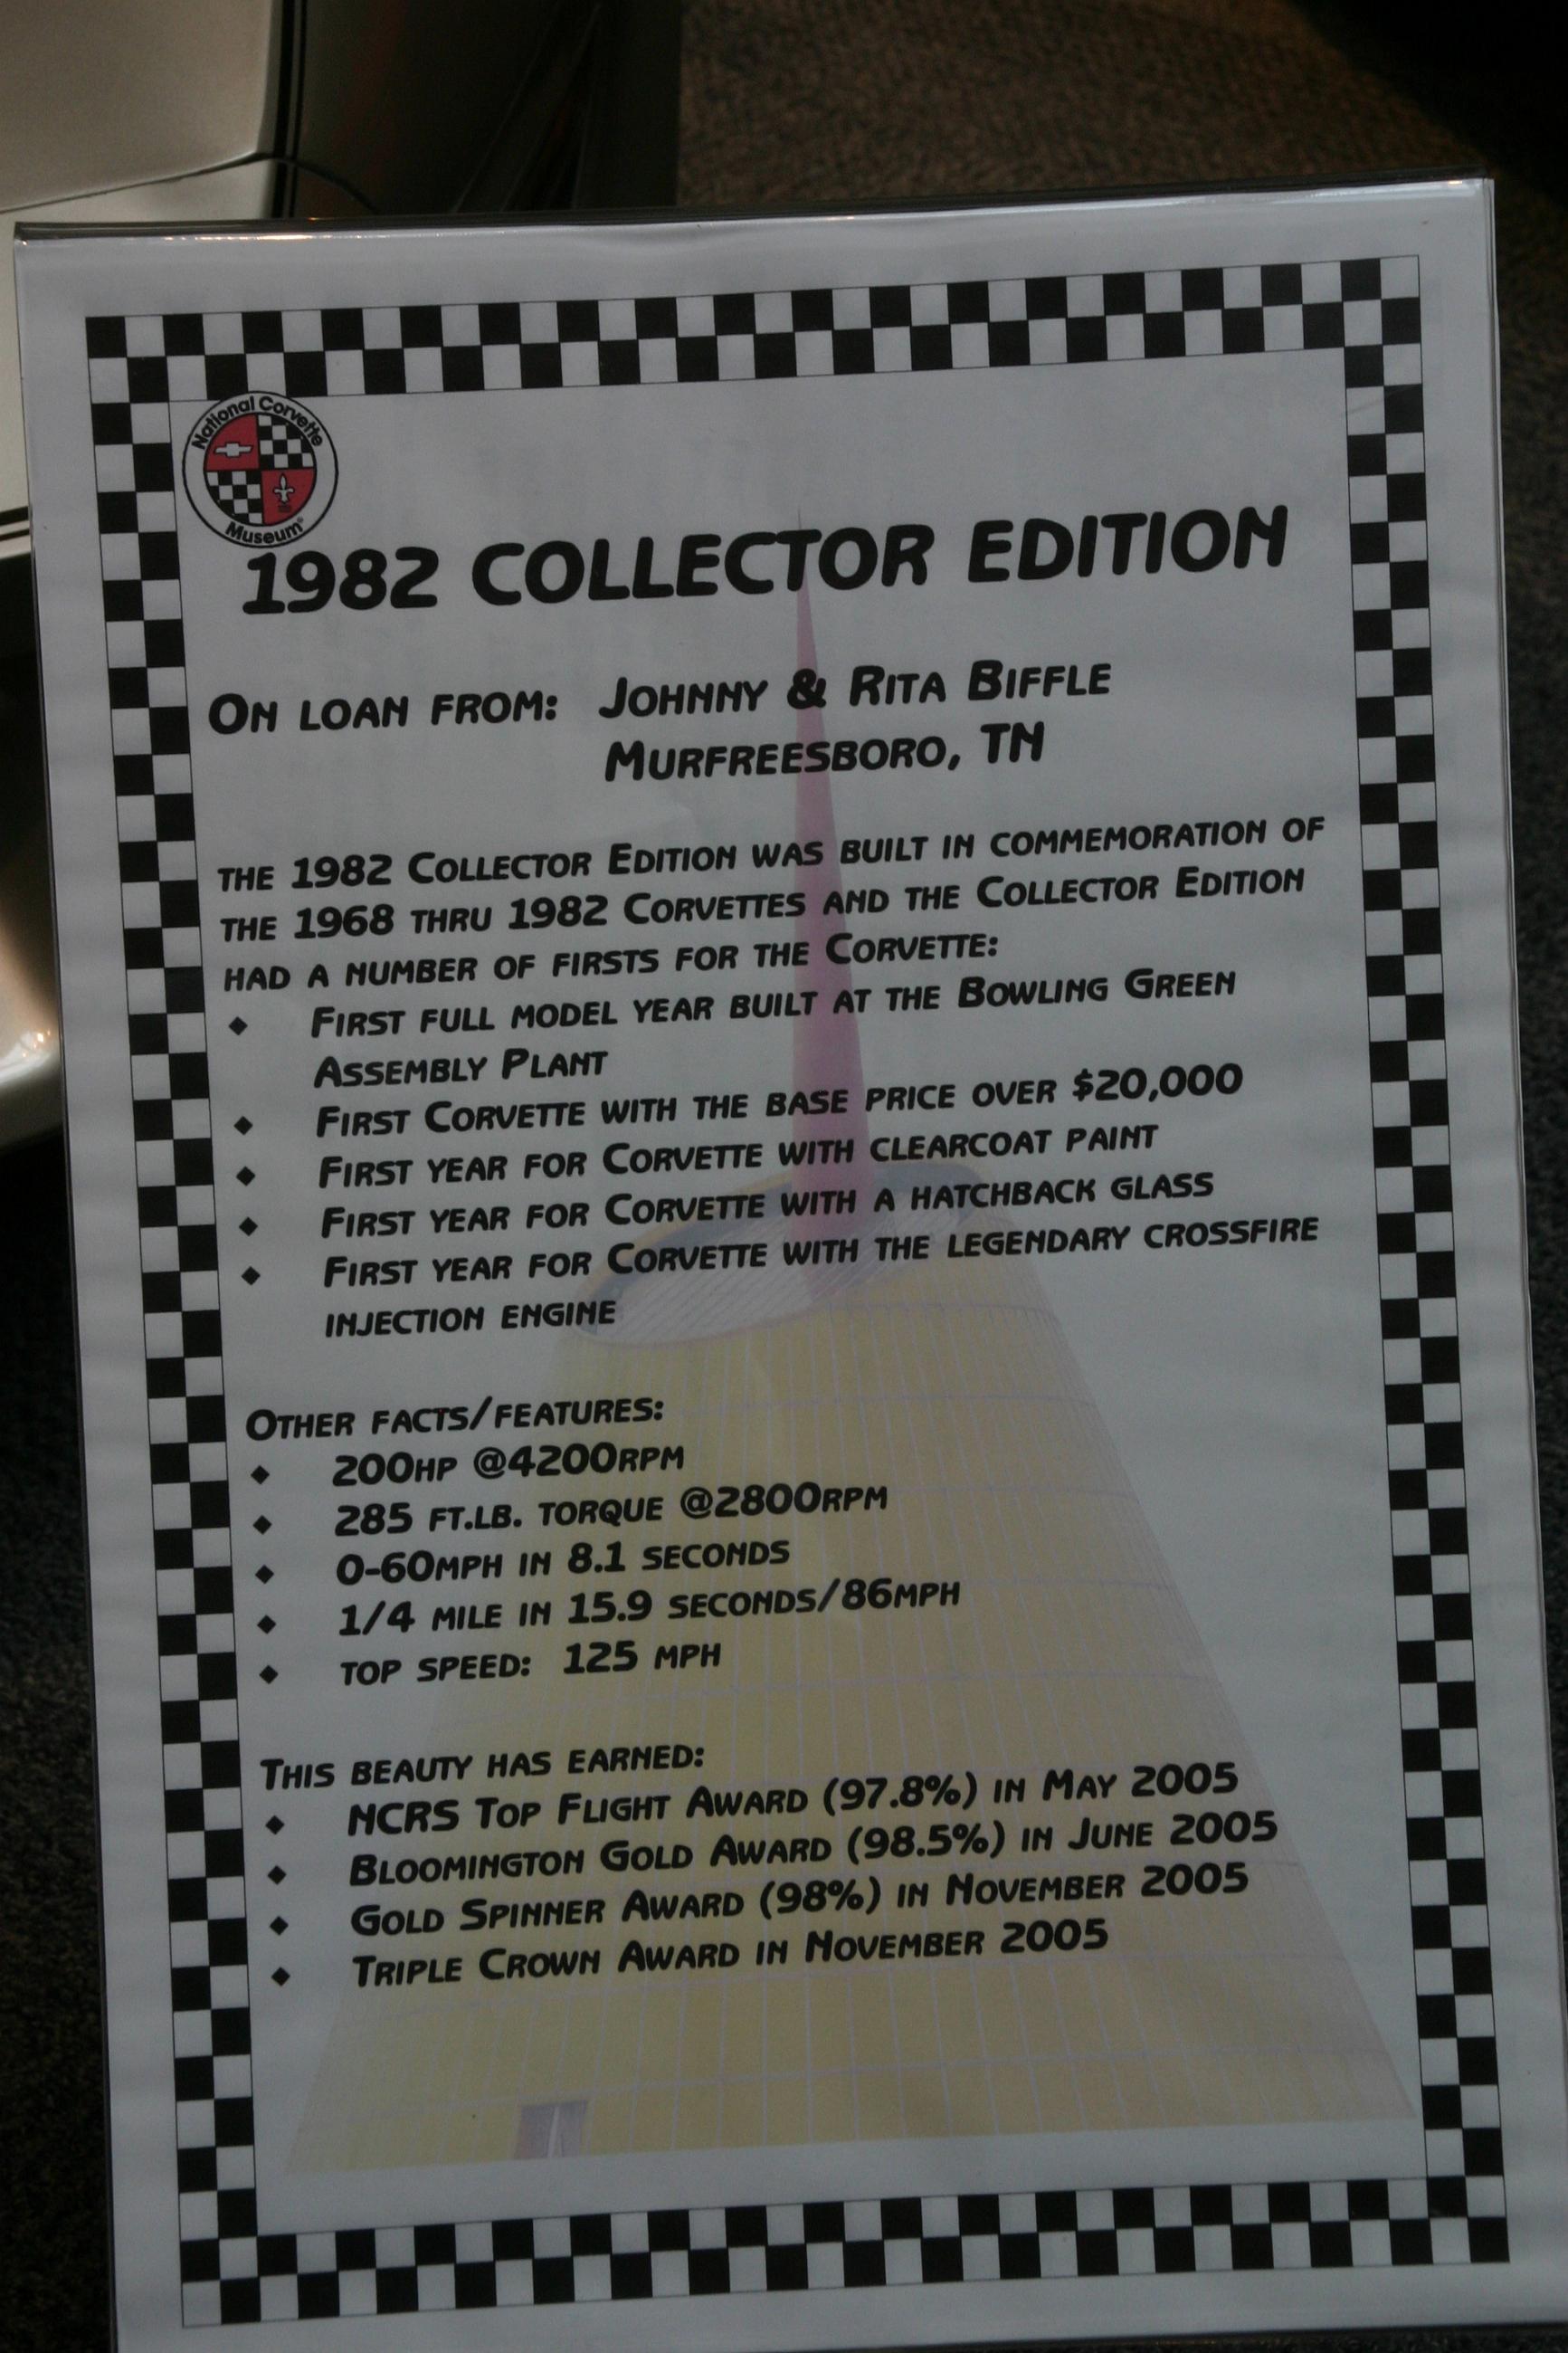 National Corvette
Museum
1982 COLLECTOR EDITION
ON LOAN FROM: JOHNNY & RITA BIFFLE
MURFREESBORO, TN
THE 1982 COLLECTOR EDITION WAS BUILT IN COMMEMORATION OF
THE 1968 THRU 1982 CORVETTES AND THE COLLECTOR EDITION
HAD A NUMBER OF FIRSTS FOR THE CORVETTE:
◆ FIRST FULL MODEL YEAR BUILT AT THE BOWLING GREEN
ASSEMBLY PLANT
◆ FIRST CORVETTE WITH THE BASE PRICE OVER $20,000
◆ FIRST YEAR FOR CORVETTE WITH CLEARCOAT PAINT
◆ FIRST YEAR FOR CORVETTE WITH A HATCHBACK GLASS
◆ FIRST YEAR FOR CORVETTE WITH THE LEGENDARY CROSSFIRE
INJECTION ENGINE
OTHER FACTS/FEATURES:
◆ 200HP @4200RPM
◆ 285 FT.LB. TORQUE @2800RPM
◆ 0-60MPH IN 8.1 SECONDS
◆ 1/4 MILE IN 15.9 SECONDS/86MPH
◆ TOP SPEED: 125 MPH
THIS BEAUTY HAS EARNED:
◆ NCRS TOP FLIGHT AWARD (97.8%) IN MAY 2005
◆ BLOOMINGTON GOLD AWARD (98.5%) IN JUNE 2005
◆ GOLD SPINNER AWARD (98%) IN NOVEMBER 2005
◆ TRIPLE CROWN AWARD IN NOVEMBER 2005